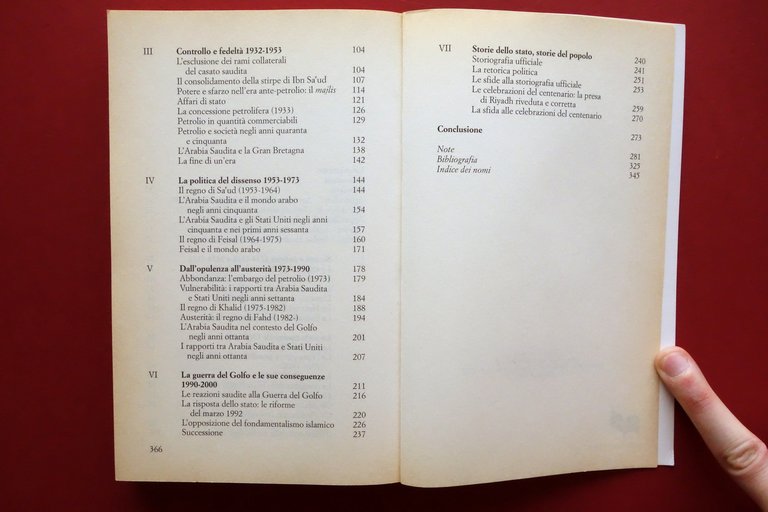 III Controllo e fedeltà 1932-1953 104
L'esclusione dei rami collaterali
del casato saudita 104
Il consolidamento della stirpe di Ibn Sa'ud 107
Potere e sfarzo nell'era ante-petrolio: il majlis 114
Affari di stato 121
La concessione petrolifera (1933) 126
Petrolio in quantità commerciabili 129
Petrolio e società negli anni quaranta
e cinquanta 132
L'Arabia Saudita e la Gran Bretagna 138
La fine di un'era 142
IV La politica del dissenso 1953-1973 144
Il regno di Sa'ud (1953-1964) 144
L'Arabia Saudita e il mondo arabo
negli anni cinquanta 154
L'Arabia Saudita e gli Stati Uniti negli anni
cinquanta e nei primi anni sessanta 157
Il regno di Feisal (1964-1975) 160
Feisal e il mondo arabo 171
V Dall'opulenza all'austerità 1973-1990 178
Abbondanza: l'embargo del petrolio (1973) 179
Vulnerabilità: i rapporti tra Arabia Saudita
e Stati Uniti negli anni settanta 184
Il regno di Khalid (1975-1982) 188
Austerità: il regno di Fahd (1982-) 194
L'Arabia Saudita nel contesto del Golfo
negli anni ottanta 201
I rapporti tra Arabia Saudita e Stati Uniti
negli anni ottanta 207
VI La guerra del Golfo e le sue conseguenze
1990-2000 211
Le reazioni saudite alla Guerra del Golfo 216
La risposta dello stato: le riforme
del marzo 1992 220
L'opposizione del fondamentalismo islamico 226
Successione 237
366
VII Storie dello stato, storie del popolo 240
Storiografia ufficiale 241
La retorica politica 251
Le sfide alla storiografia ufficiale 253
Le celebrazioni del centenario: la presa
di Riyadh riveduta e corretta 259
La sfida alle celebrazioni del centenario 270
Conclusione 273
Note 281
Bibliografia 325
Indice dei nomi 345